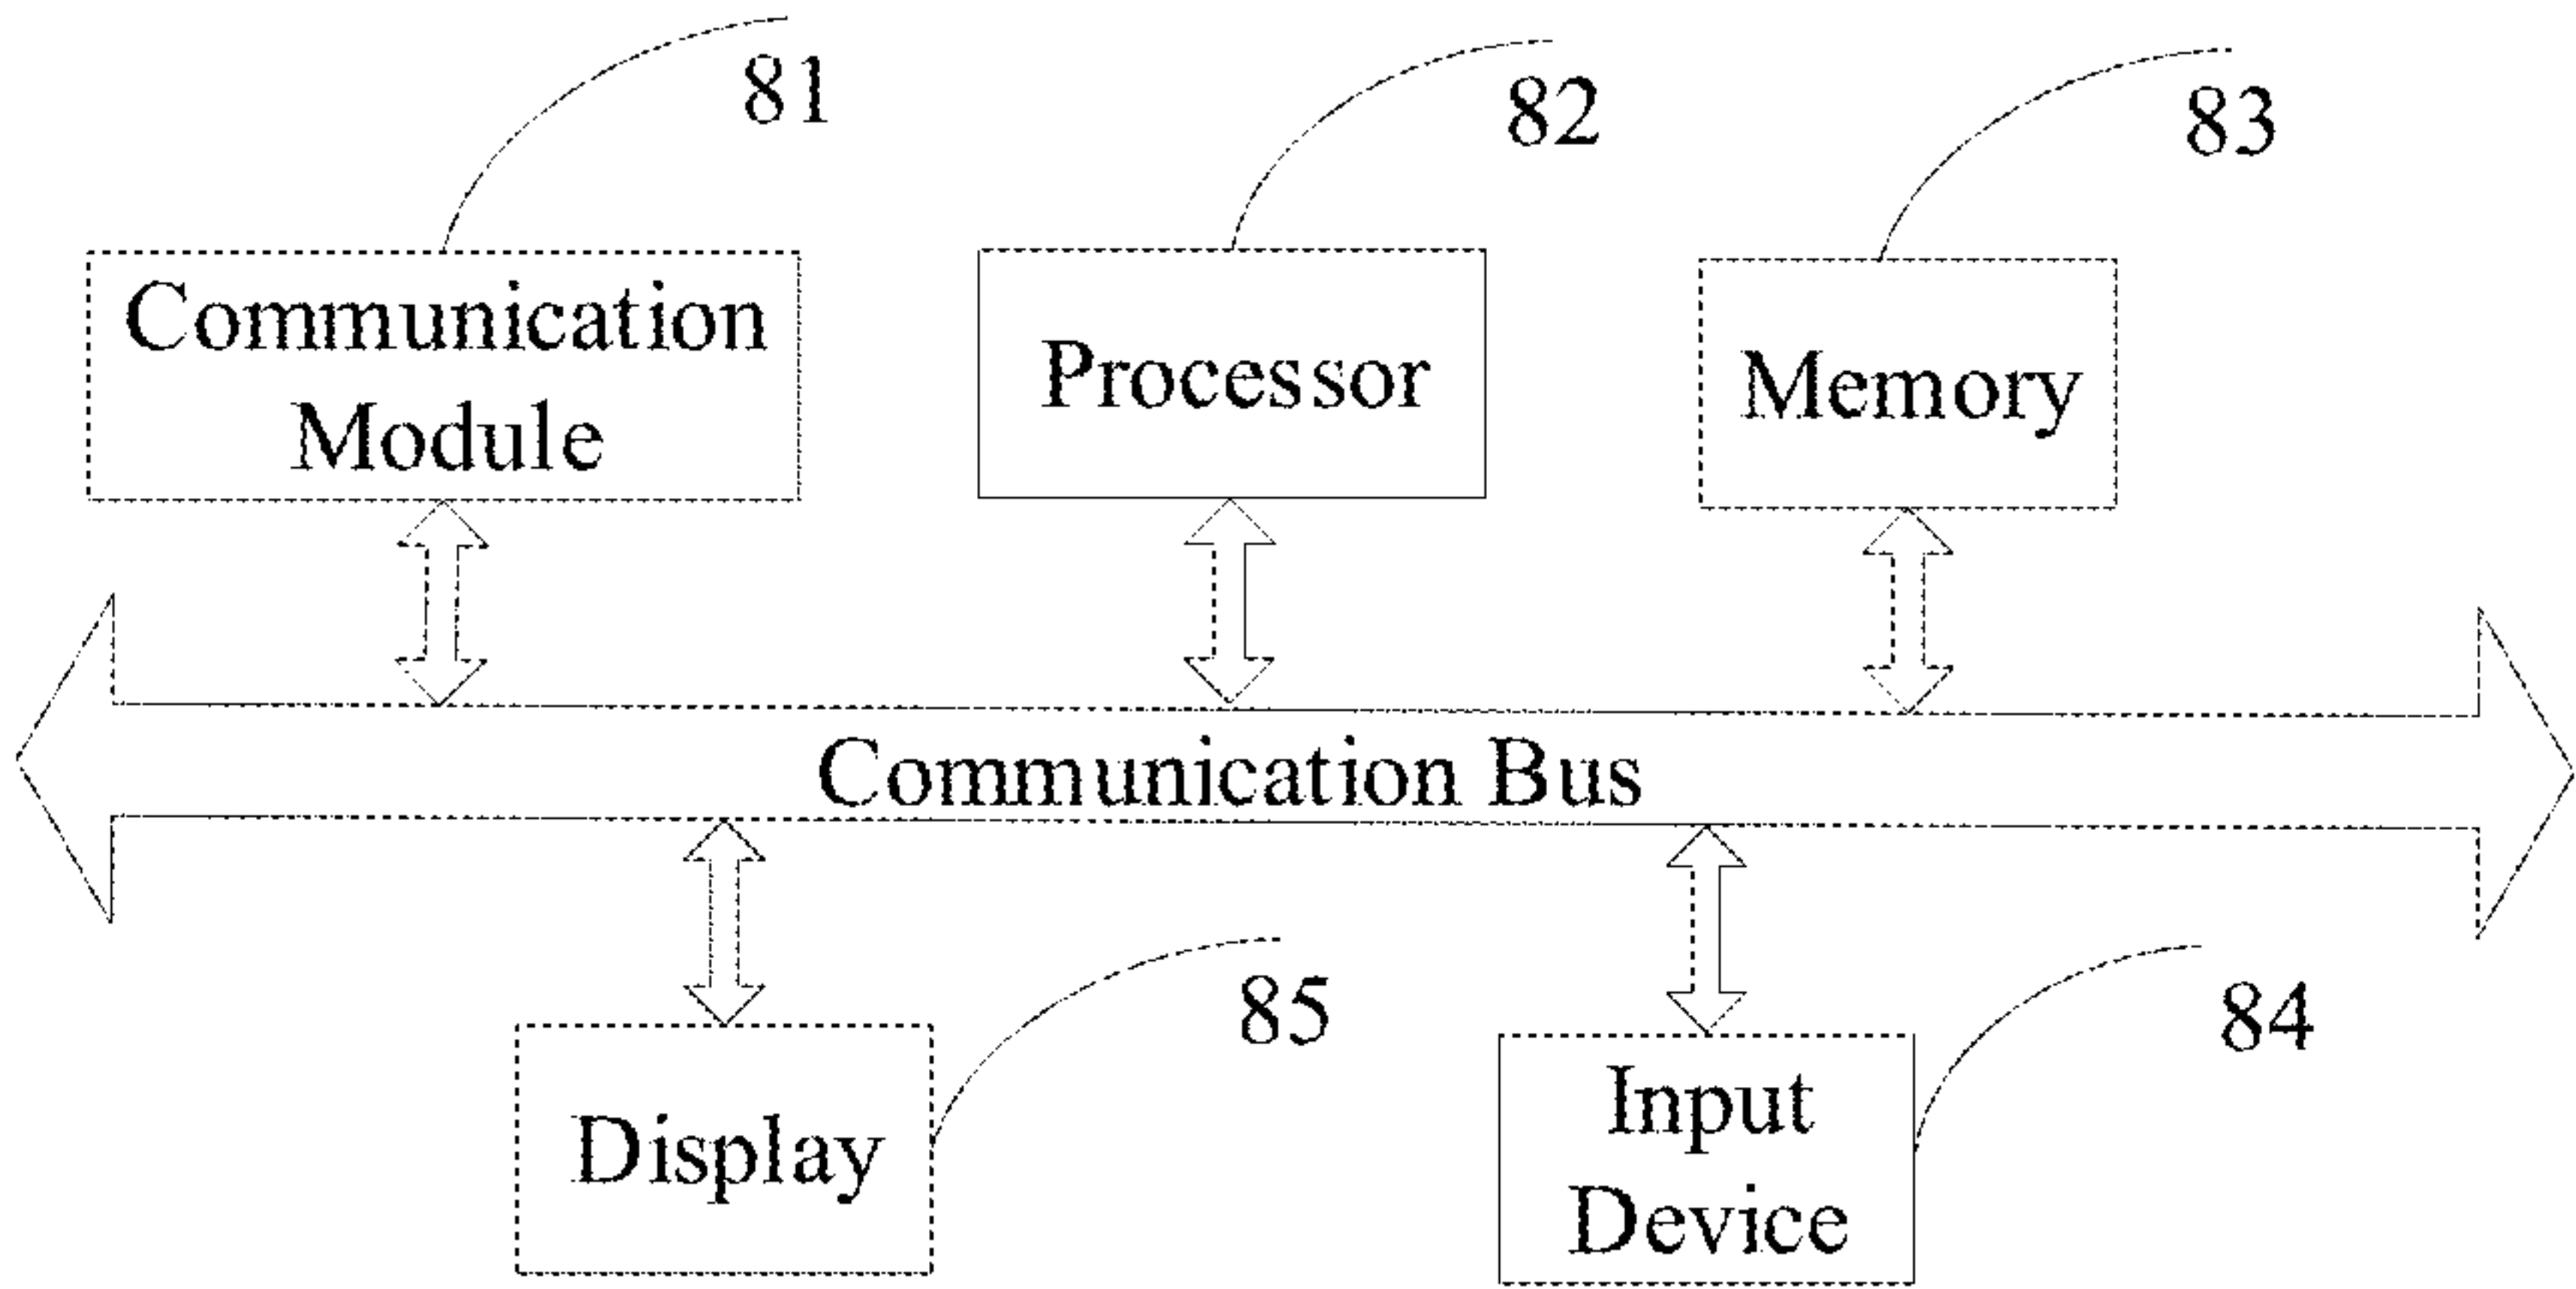 81
82
83
Communication
Module
Processor
Memory
Communication Bus
85
84
Display
Input
Device